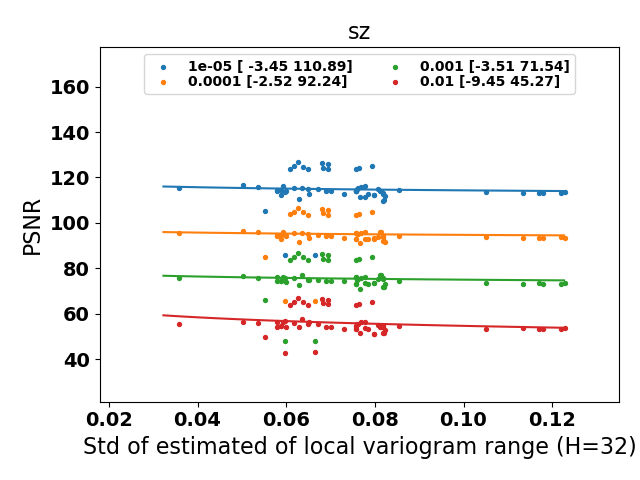 sz
1e-05 [ -3.45 110.89]
0.0001 [-2.52 92.24]
0.001 [-3.51 71.54]
0.01 [-9.45 45.27]
PSNR
160
140
120
100
80
60
40
0.02 0.04 0.06 0.08 0.10 0.12
Std of estimated of local variogram range (H=32)